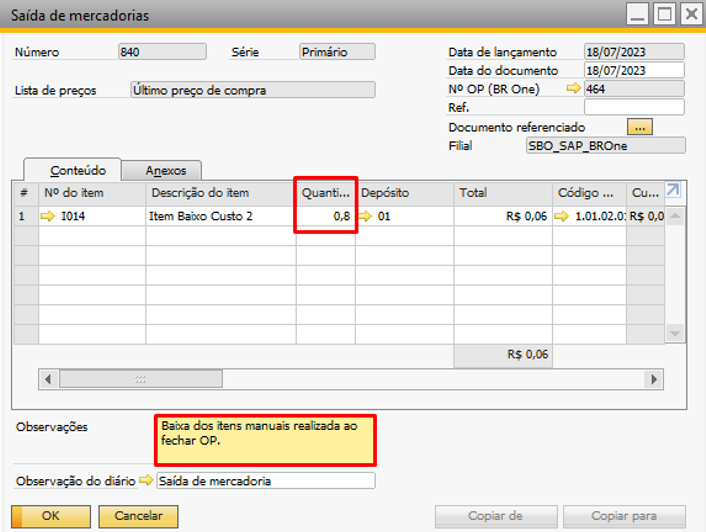 Saída de mercadorias
Número 840 Série Primário Data de lançamento 18/07/2023
Data do documento 18/07/2023
Lista de preços Último preço de compra Nº OP (BR One) 464
Ref.
Documento referenciado ...
Filial SBO_SAP_BROne
Conteúdo Anexos
# Nº do item Descrição do item Quanti... Depósito Total Código ... Cu...
1 I014 Item Baixo Custo 2 0,8 01 R$ 0,06 1.01.02.0 R$ 0,0
R$ 0,06
Observações Baixa dos itens manuais realizada ao
fechar OP.
Observação do diário Saída de mercadoria
OK Cancelar Copiar de Copiar para